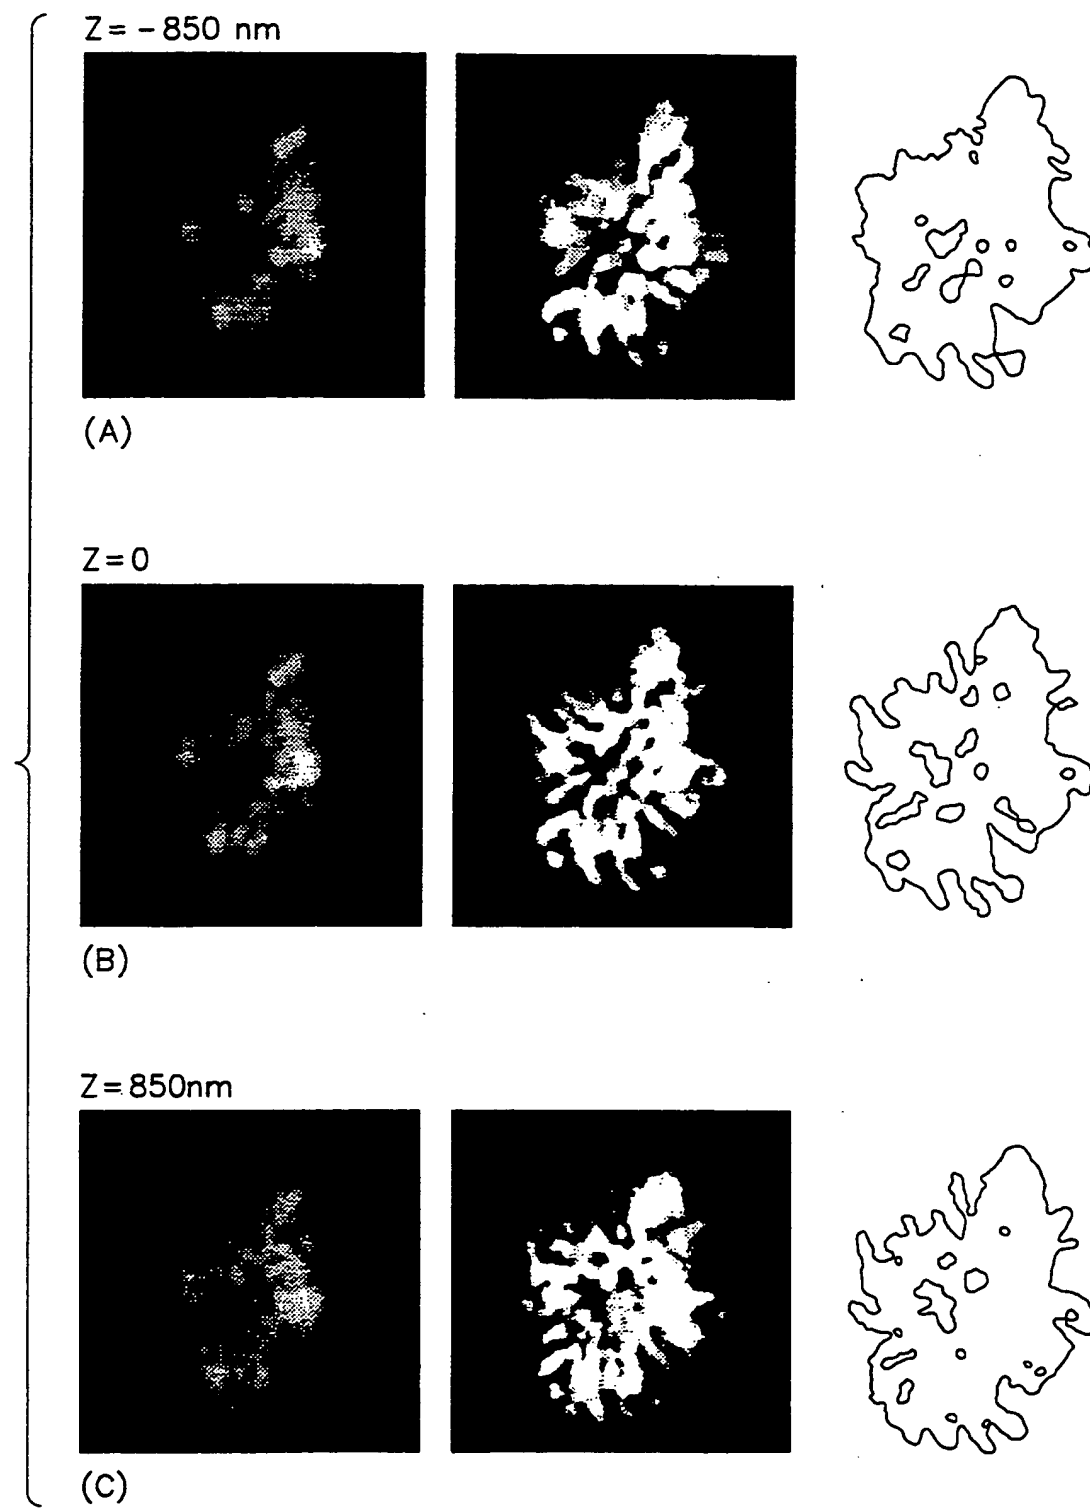 Z = - 850 nm
(A)
Z = 0
(B)
Z = 850nm
(C)